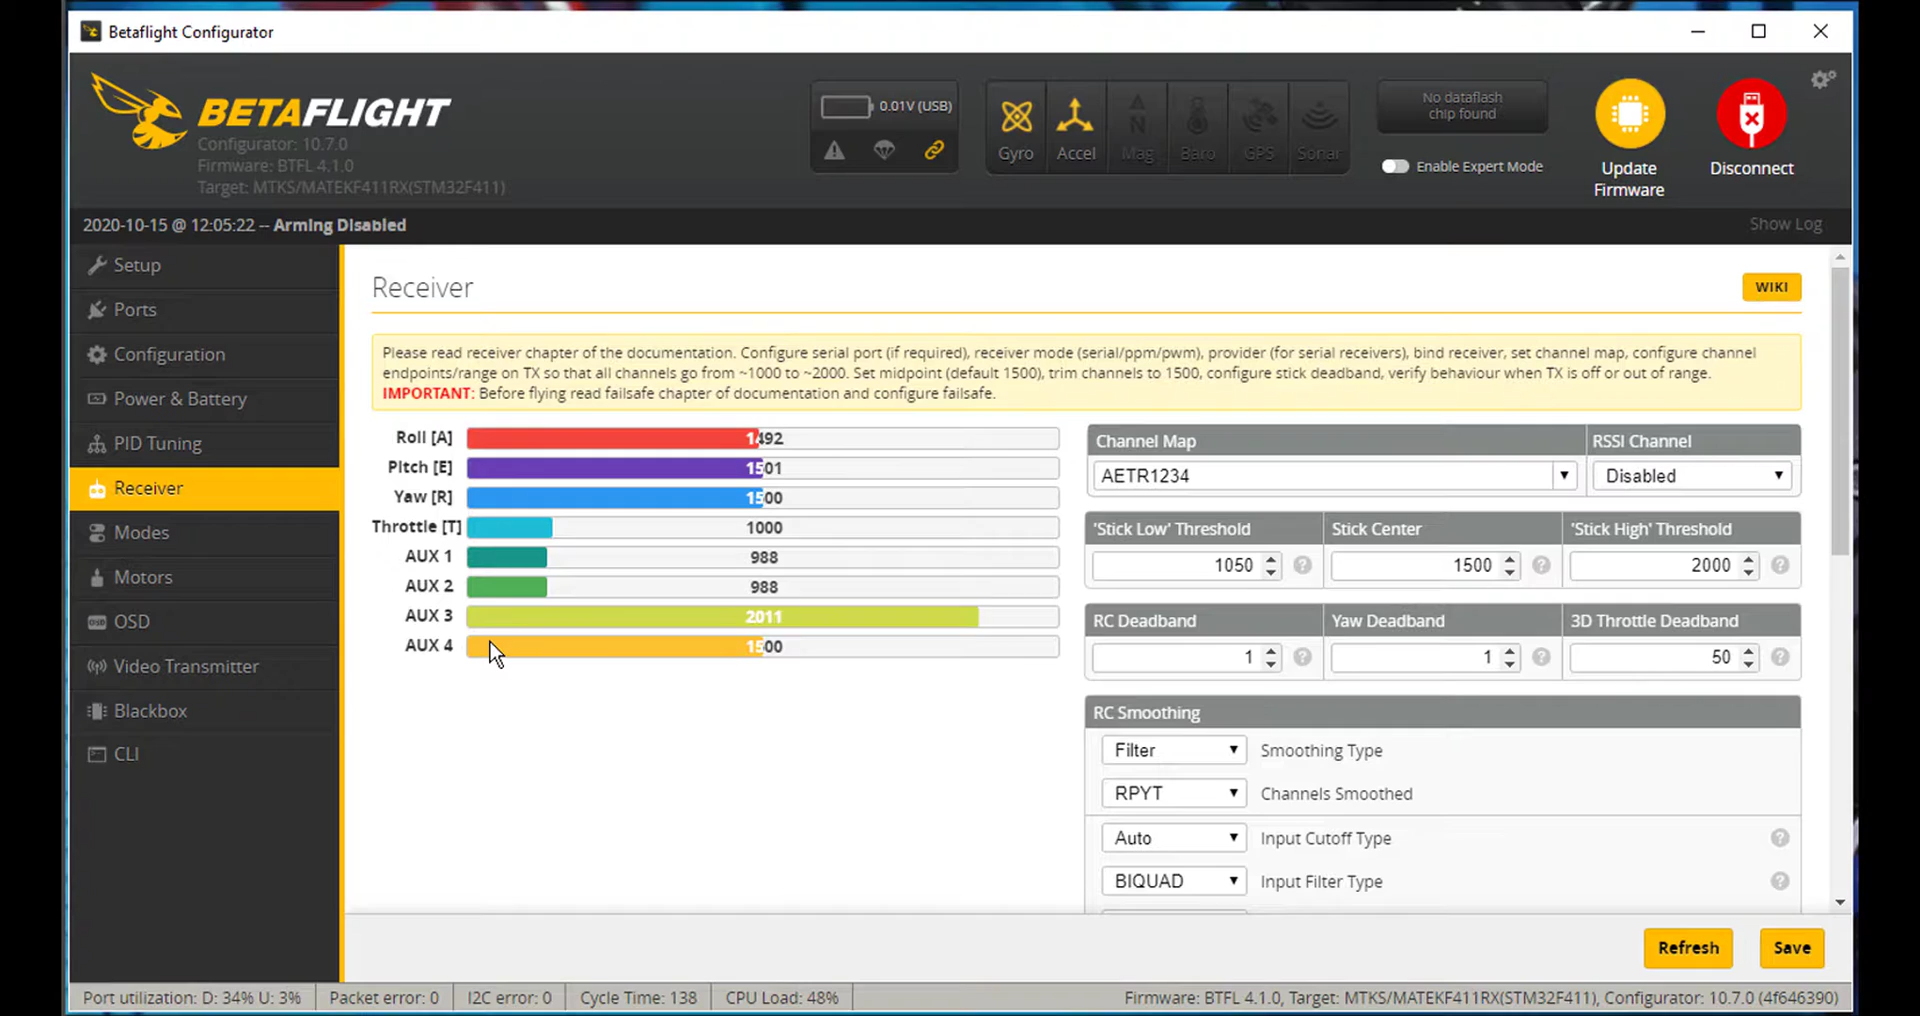 Betaflight Configurator
BETAFLIGHT
Configurator: 10.7.0
Firmware: BTFL 4.1.0
Target: MTKS/MATEKF411RX(STM32F411)
0.01V (USB)
Gyro
Accel
Mag
Baro
GPS
Sonar
No dataflash
chip found
Enable Expert Mode
Update
Firmware
Disconnect
2020-10-15 @ 12:05:22 -- Arming Disabled
Show Log
Setup
Ports
Configuration
Power & Battery
PID Tuning
Receiver
Modes
Motors
OSD
Video Transmitter
Blackbox
CLI
Receiver
WIKI
Please read receiver chapter of the documentation. Configure serial port (if required), receiver mode (serial/ppm/pwm), provider (for serial receivers), bind receiver, set channel map, configure channel
endpoints/range on TX so that all channels go from ~1000 to ~2000. Set midpoint (default 1500), trim channels to 1500, configure stick deadband, verify behaviour when TX is off or out of range.
IMPORTANT: Before flying read failsafe chapter of documentation and configure failsafe.
Roll [A] 1492
Pitch [E] 1501
Yaw [R] 1500
Throttle [T] 1000
AUX 1 988
AUX 2 988
AUX 3 2011
AUX 4 1500
Channel Map
RSSI Channel
AETR1234
Disabled
'Stick Low' Threshold
Stick Center
'Stick High' Threshold
1050
1500
2000
RC Deadband
Yaw Deadband
3D Throttle Deadband
1
1
50
RC Smoothing
Filter Smoothing Type
RPYT Channels Smoothed
Auto Input Cutoff Type
BIQUAD Input Filter Type
Refresh
Save
Port utilization: D: 34% U: 3%
Packet error: 0
I2C error: 0
Cycle Time: 138
CPU Load: 48%
Firmware: BTFL 4.1.0, Target: MTKS/MATEKF411RX(STM32F411), Configurator: 10.7.0 (4f646390)